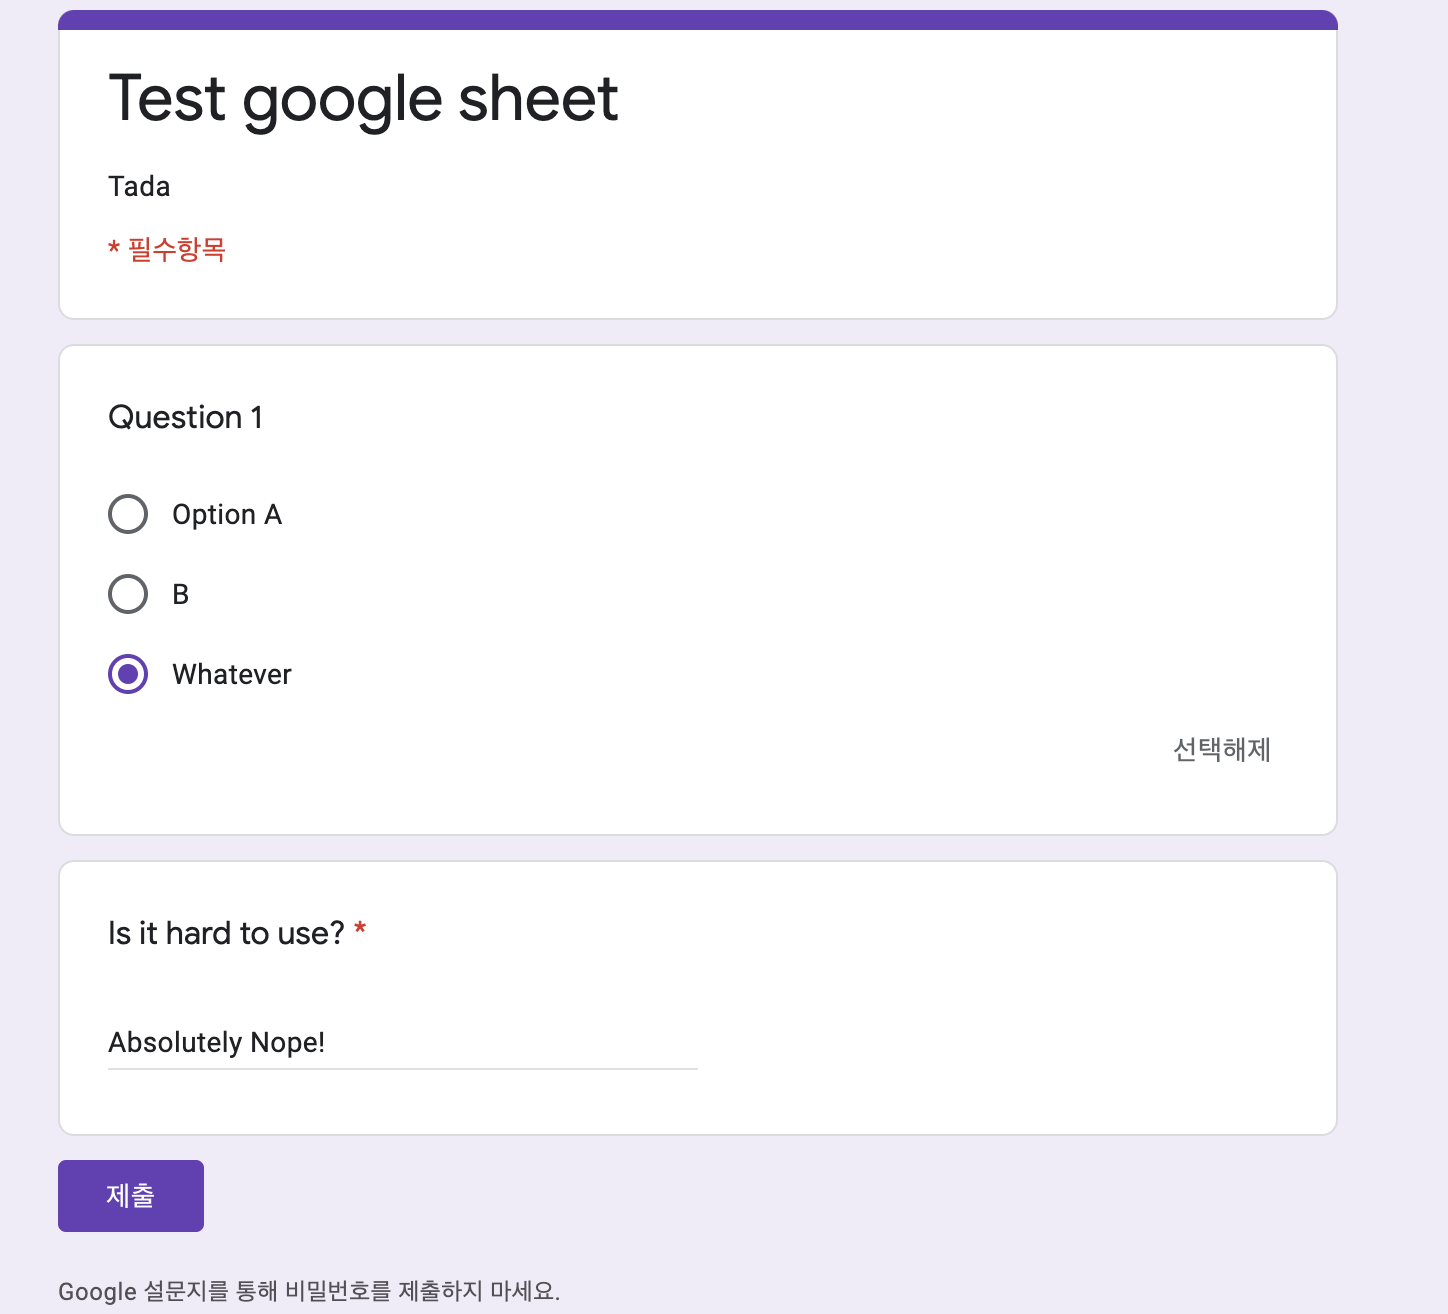 Test google sheet
Tada
* 필수항목
Question 1
Option A
B
Whatever
선택해제
Is it hard to use? *
Absolutely Nope!
제출
Google 설문지를 통해 비밀번호를 제출하지 마세요.